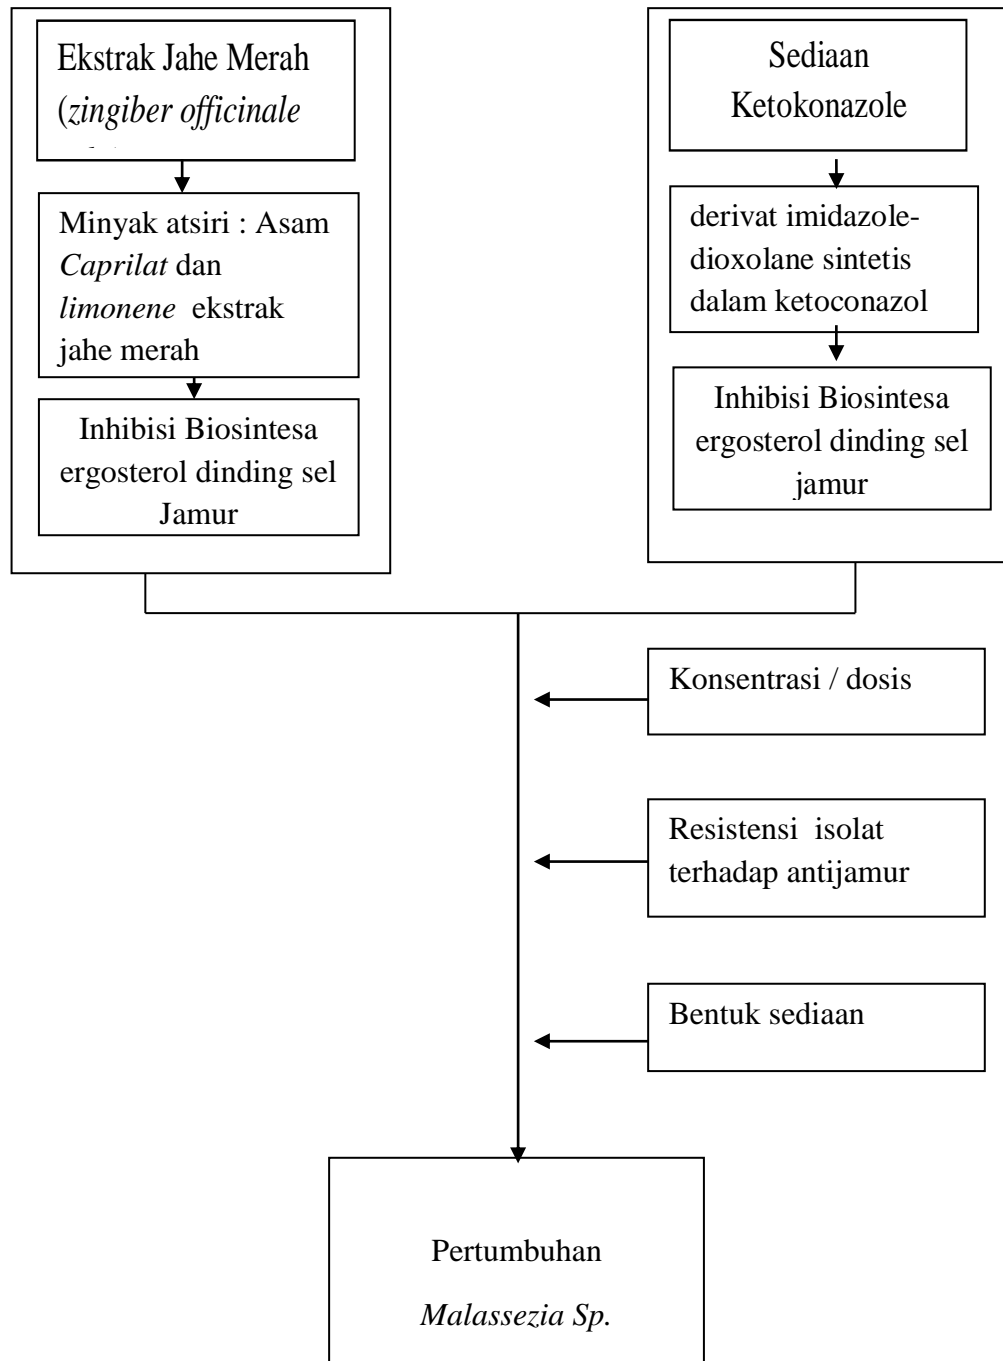 Ekstrak Jahe Merah
(zingiber officinale
Minyak atsiri : Asam
Caprilat dan
limonene ekstrak
jahe merah
Inhibisi Biosintesa
ergosterol dinding sel
Jamur
Sediaan
Ketokonazole
derivat imidazole-
dioxolane sintetis
dalam ketoconazol
Inhibisi Biosintesa
ergosterol dinding sel
jamur
Konsentrasi / dosis
Resistensi isolat
terhadap antijamur
Bentuk sediaan
Pertumbuhan
Malassezia Sp.